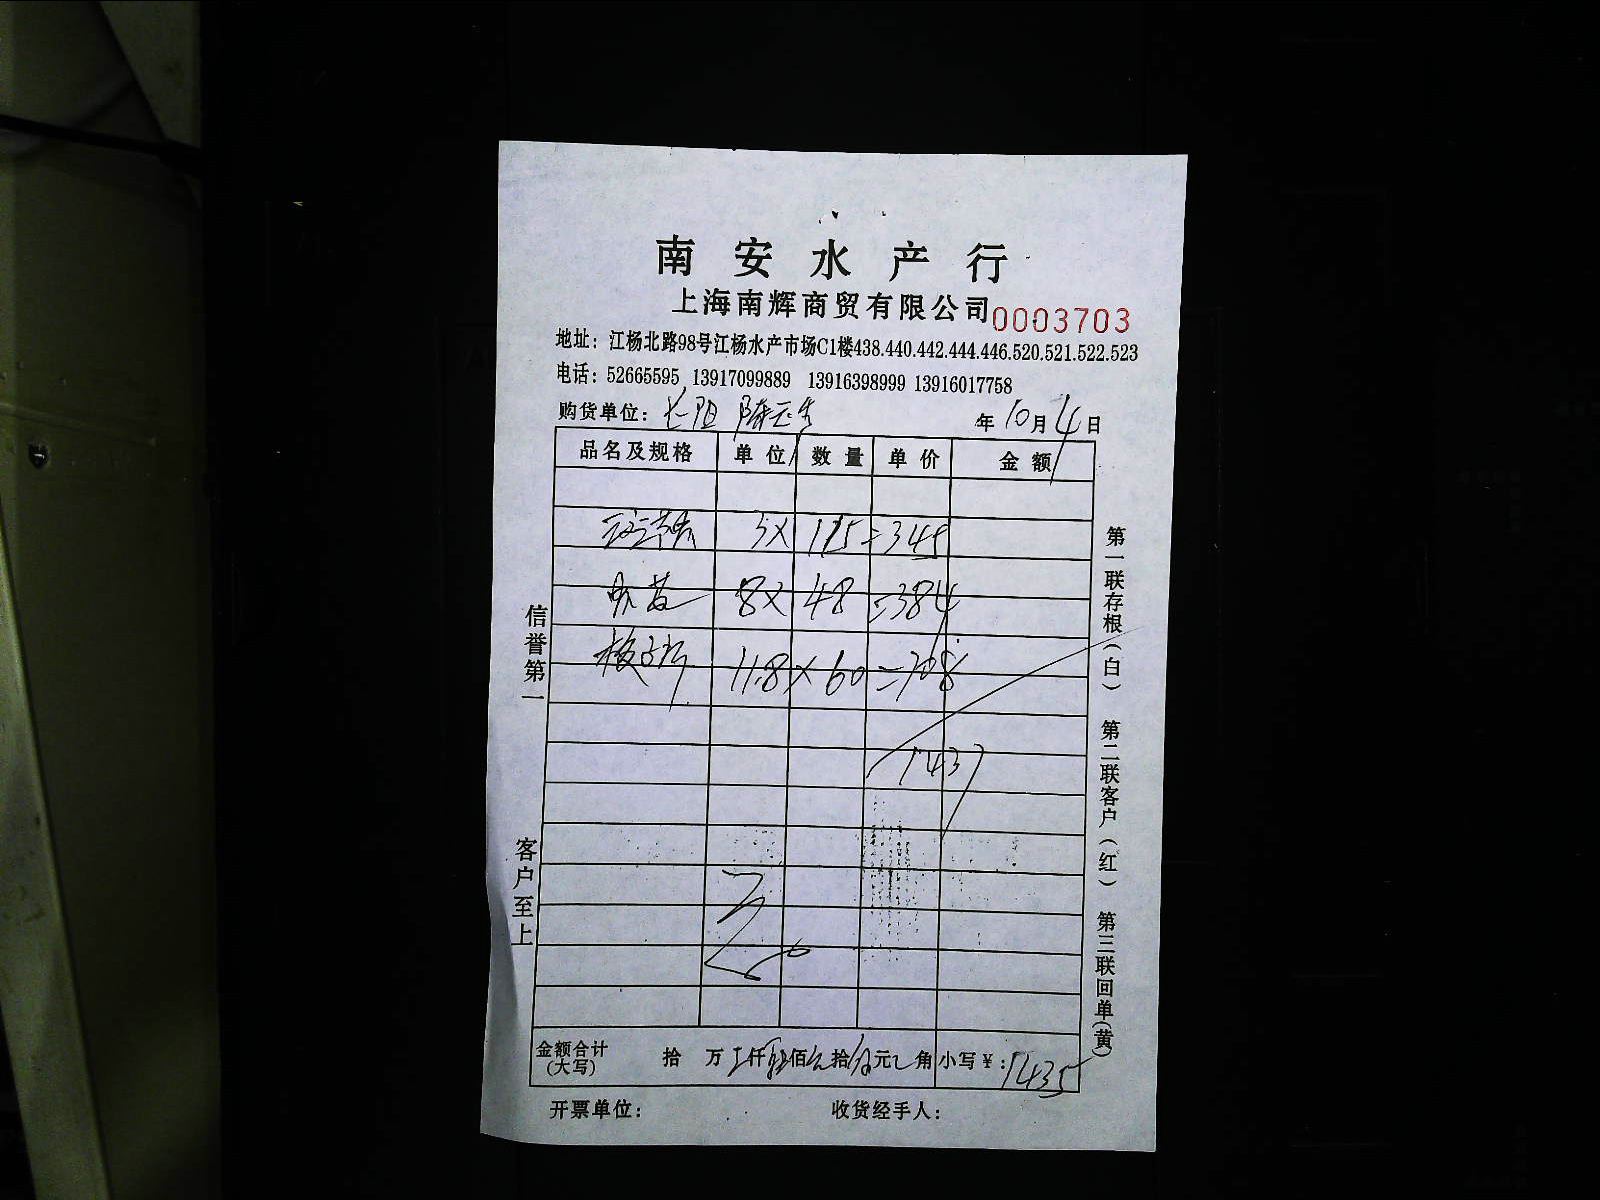 南安水产行
上海南辉商贸有限公司 0003703
地址：江杨北路98号江杨水产市场C1楼438.440.442.444.446.520.521.522.523
电话：52665595 13917099889 13916398999 13916017758
购货单位： 年10月4日
品名及规格 单位 数量 单价 金额
3X 115=345
8X 48=384
11.8X 60=708
1437
金额合计(大写) 拾 万 仟 佰 拾 元 角 小写¥：1435
开票单位： 收货经手人：
信誉第一 客户至上
第一联存根(白) 第二联客户(红) 第三联回单(黄)